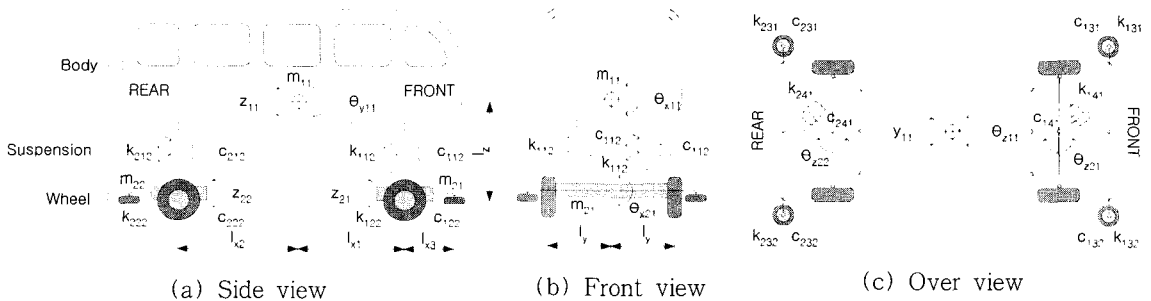 Body
Suspension
Wheel
REAR
FRONT
m11
z11
θy11
k212
c212
k112
c112
lz
m22
z22
z21
m21
k222
c222
k122
c122
lx2
lx1
lx3
(a) Side view
m11
θx11
k112
c112
k112
c112
m21
θx21
ly
ly
(b) Front view
k231 c231
c131 k131
k241
c241
k141
c141
REAR
y11
θz11
FRONT
θz22
θz21
k232 c232
c132 k132
(c) Over view